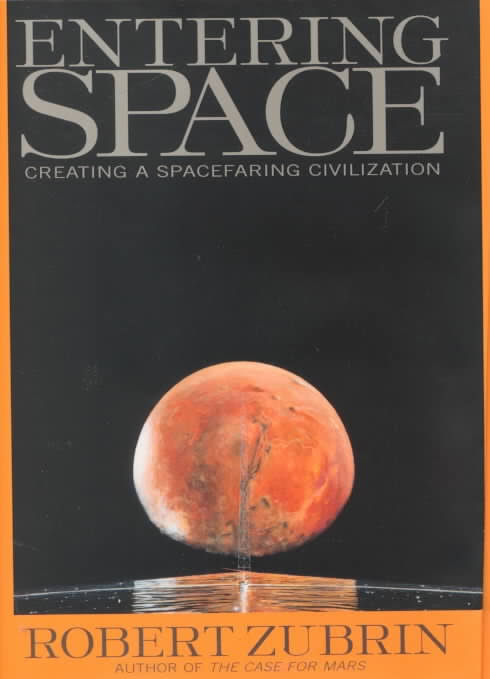 ENTERING
SPACE
CREATING A SPACEFARING CIVILIZATION
ROBERT ZUBRIN
AUTHOR OF THE CASE FOR MARS